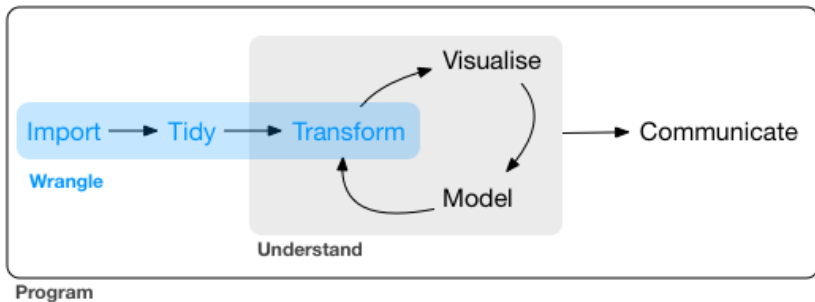 Visualise
Import
Tidy
Transform
Communicate
Wrangle
Model
Understand
Program